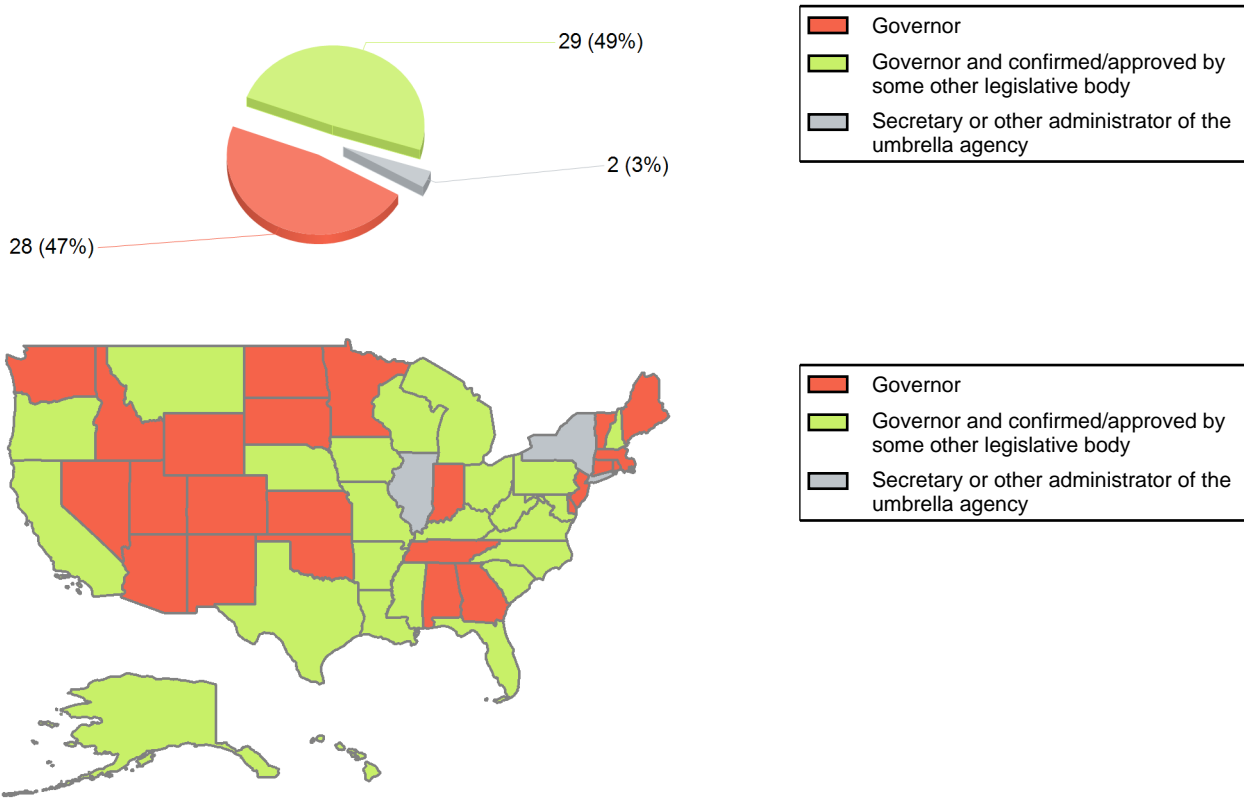 29 (49%)
2 (3%)
28 (47%)
Governor
Governor and confirmed/approved by
some other legislative body
Secretary or other administrator of the
umbrella agency
Governor
Governor and confirmed/approved by
some other legislative body
Secretary or other administrator of the
umbrella agency